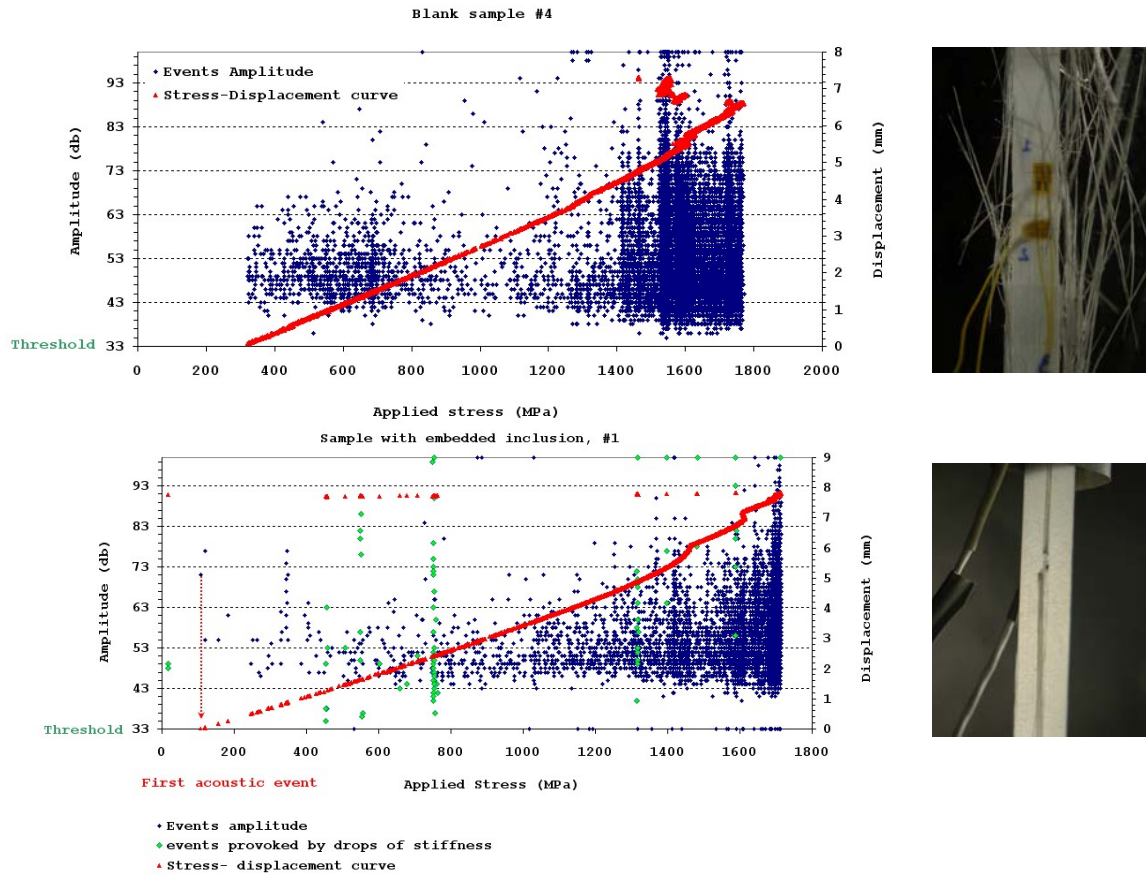 Blank sample #4
Events Amplitude
Stress-Displacement curve
Amplitude (db)
93
83
73
63
53
43
33
Threshold
8
7
6
5
4
3
2
1
0
Displacement (mm)
0 200 400 600 800 1000 1200 1400 1600 1800 2000
Applied stress (MPa)
Sample with embedded inclusion, #1
Amplitude (db)
93
83
73
63
53
43
33
Threshold
9
8
7
6
5
4
3
2
1
0
Displacement (mm)
0 200 400 600 800 1000 1200 1400 1600 1800
First acoustic event
Applied Stress (MPa)
Events amplitude
events provoked by drops of stiffness
Stress- displacement curve